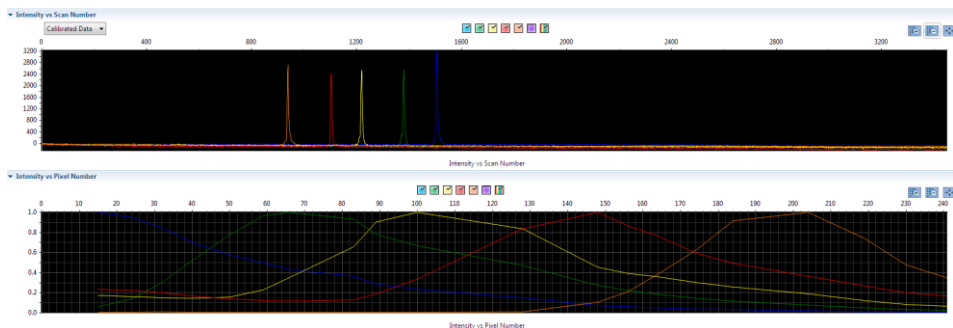 Intensity vs Scan Number
Calibrated Data
0 400 800 1200 1600 2000 2400 2800 3200
3200
2800
2400
2000
1600
1200
800
400
0
Intensity vs Scan Number
Intensity vs Pixel Number
0 10 20 30 40 50 60 70 80 90 100 110 120 130 140 150 160 170 180 190 200 210 220 230 240
1.0
0.8
0.6
0.4
0.2
0.0
Intensity vs Pixel Number